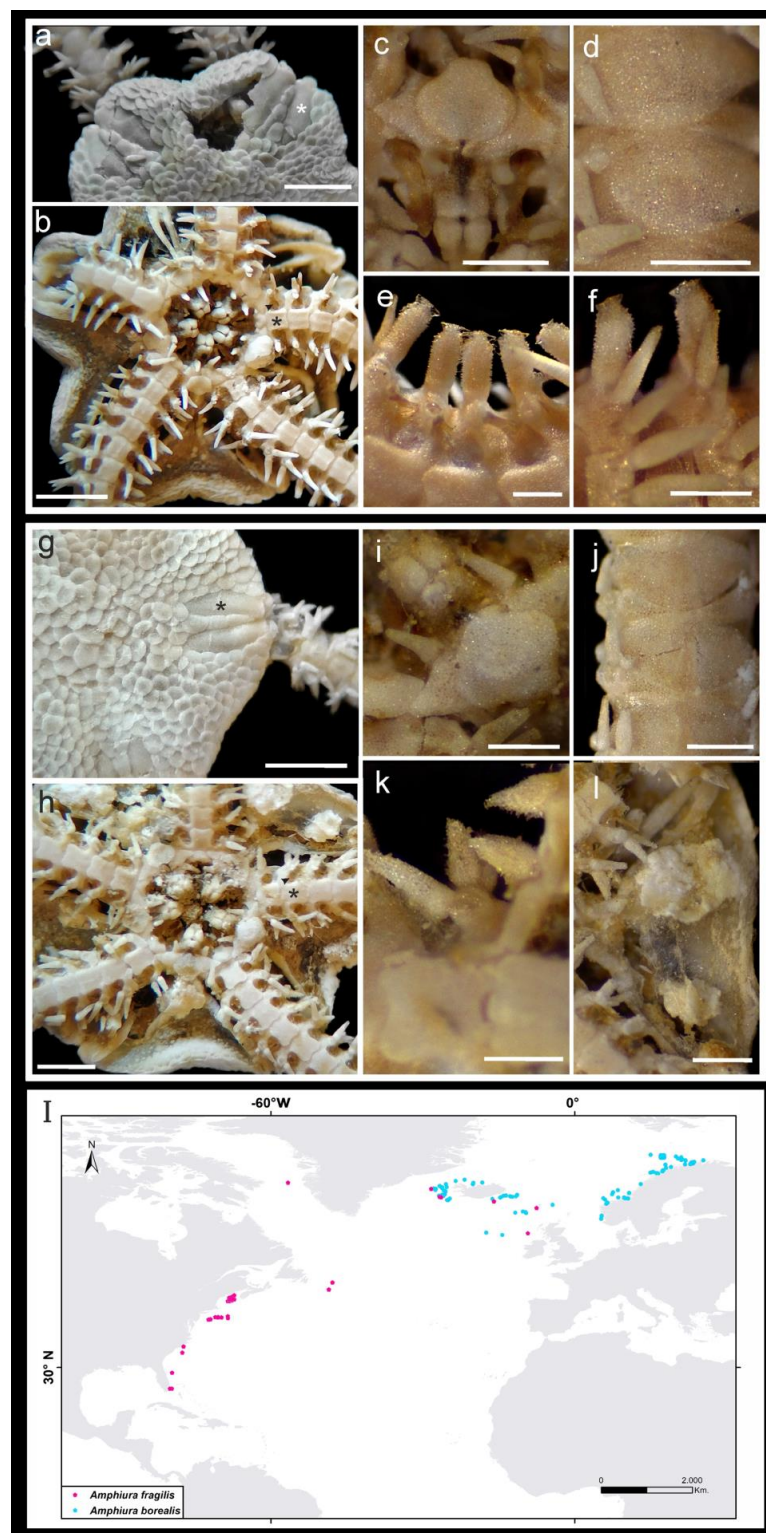 a
c
d
*
b
*
e
f
g
*
i
j
h
*
k
l
I
-60°W
0°
N
30° N
0
2,000
Km.
Amphiura fragilis
Amphiura borealis